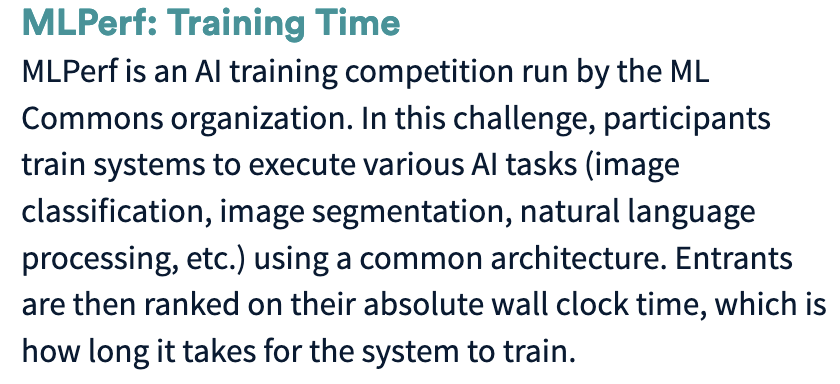 MLPerf: Training Time
MLPerf is an AI training competition run by the ML
Commons organization. In this challenge, participants
train systems to execute various AI tasks (image
classification, image segmentation, natural language
processing, etc.) using a common architecture. Entrants
are then ranked on their absolute wall clock time, which is
how long it takes for the system to train.